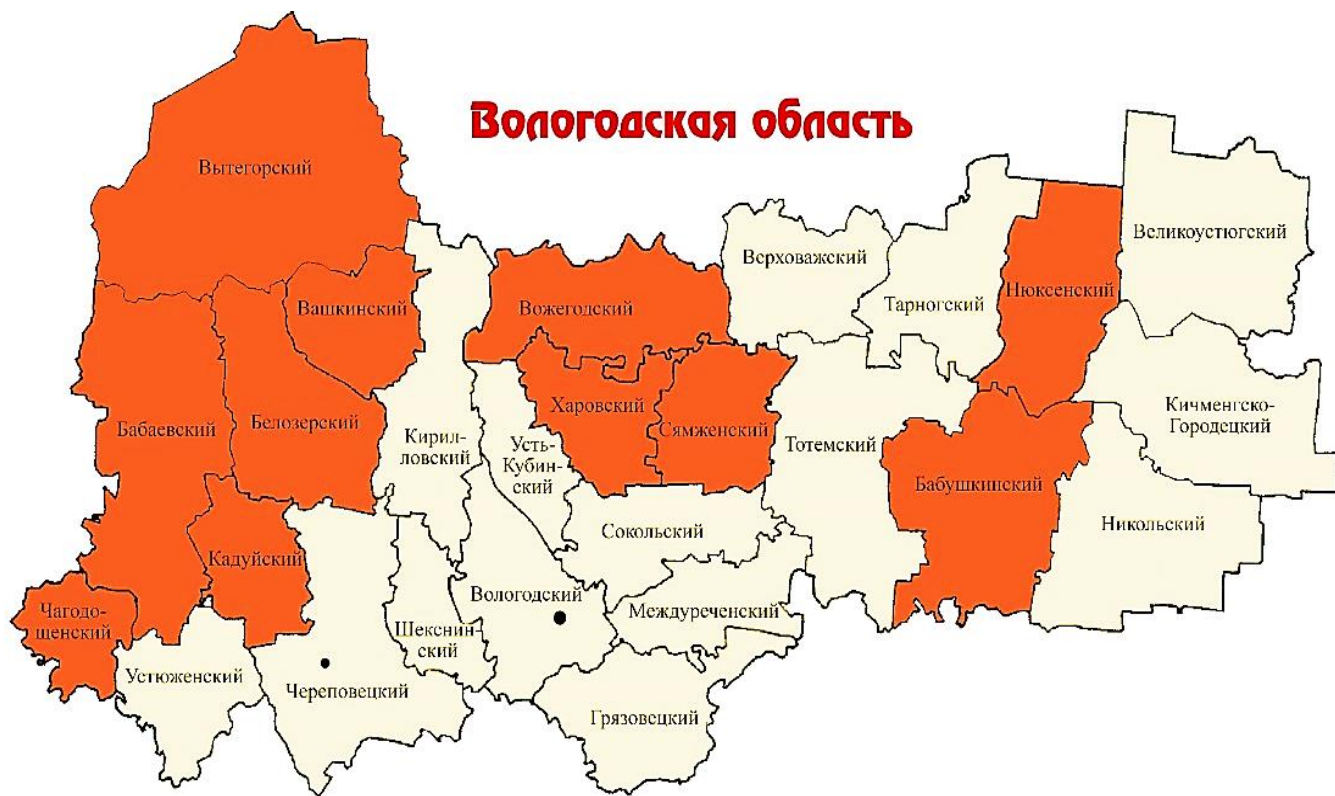 Вологодская область
Вытегорский
Великоустюгский
Верховажский
Нюксенский
Тарногский
Вашкинский
Вожегодский
Харовский
Кичменгско-
Городецкий
Бабаевский
Белозерский
Кирил-
ловский
Усть-
Кубин-
ский
Сямженский
Тотемский
Бабушкинский
Никольский
Сокольский
Кадуйский
Вологодский
Междуреченский
Чагодо-
щенский
Шекснин-
ский
Устюженский
Череповецкий
Грязовецкий